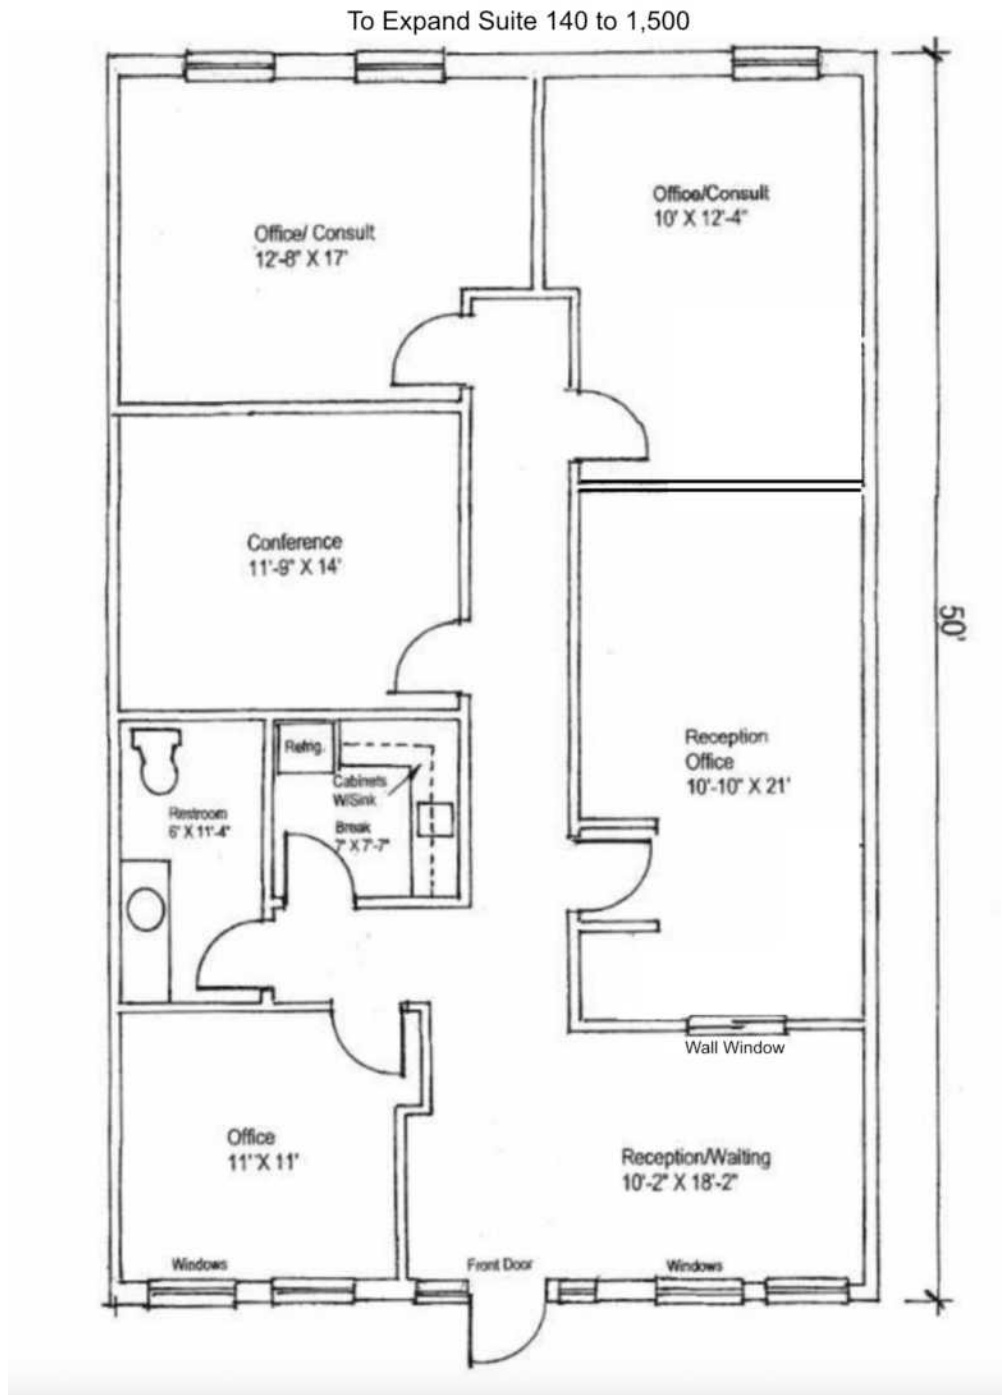 To Expand Suite 140 to 1,500
Office/ Consult
12'-8" X 17'
Office/Consult
10' X 12'-4"
Conference
11'-9" X 14'
50'
Refrig.
Cabinets
W/Sink
Break
7' X 7'-7"
Restroom
6' X 11'-4"
Reception
Office
10'-10" X 21'
Wall Window
Office
11' X 11'
Reception/Waiting
10'-2" X 18'-2"
Windows
Front Door
Windows